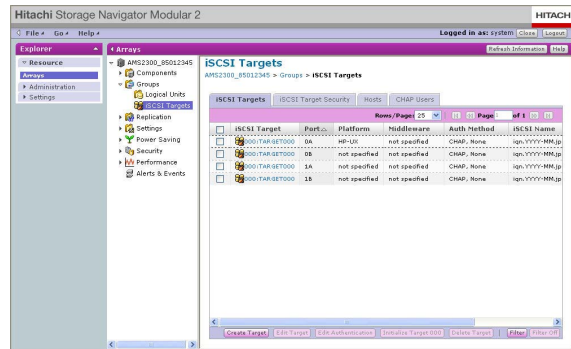 Hitachi Storage Navigator Modular 2
HITACH
File Go Help
Logged in as: system Close Logout
Explorer
Arrays
Refresh Information Help
Resource
Arrays
Administration
Settings
AMS2300_85012345
Components
Groups
Logical Units
iSCSI Targets
Replication
Settings
Power Saving
Security
Performance
Alerts & Events
iSCSI Targets
AMS2300_85012345 > Groups > iSCSI Targets
iSCSI Targets iSCSI Target Security Hosts CHAP Users
Rows/Page: 25 Page 1 of 1
iSCSI Target Port Platform Middleware Auth Method iSCSI Name
000:TARGET000 0A HP-UX not specified CHAP, None iqn.YYYY-MM.jp
000:TARGET000 0B not specified not specified CHAP, None iqn.YYYY-MM.jp
000:TARGET000 1A not specified not specified CHAP, None iqn.YYYY-MM.jp
000:TARGET000 1B not specified not specified CHAP, None iqn.YYYY-MM.jp
Create Target Edit Target Edit Authentication Initialize Target 000 Delete Target Filter Filter Off